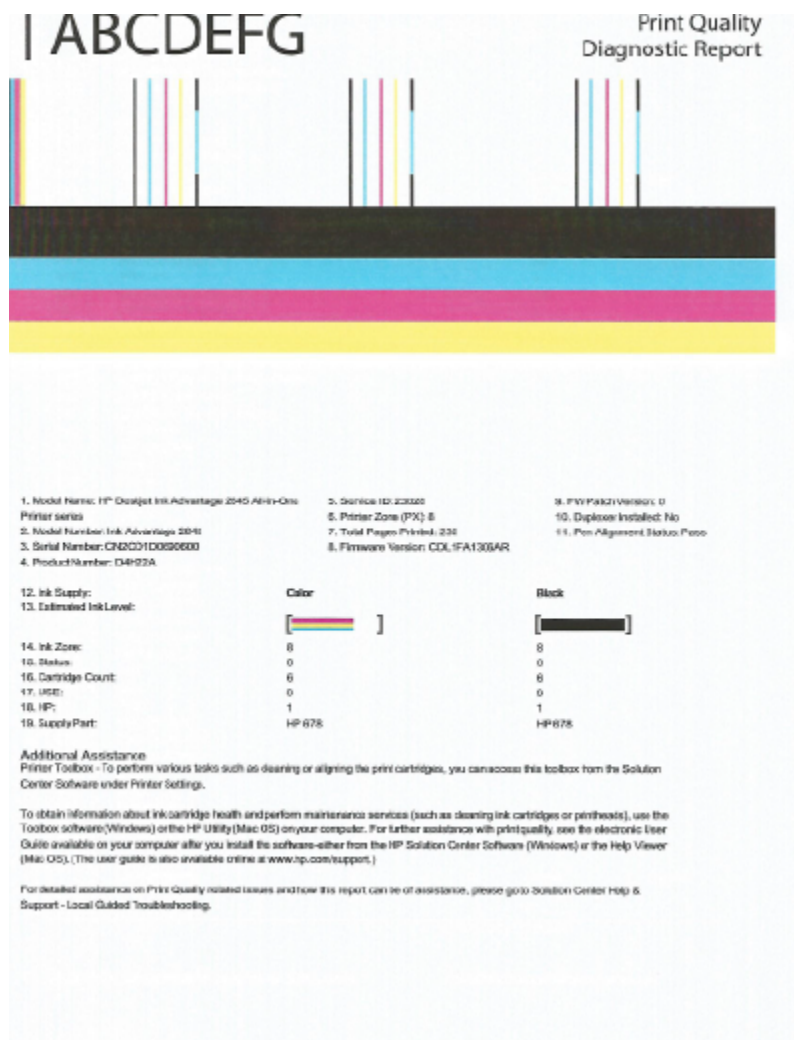 | ABCDEFG
Print Quality
Diagnostic Report
1. Model Name: HP Deskjet Ink Advantage 2645 All-in-One
Printer series
2. Model Number: Ink Advantage 2645
3. Serial Number:
4. Product Number: D4H22A
5. Service ID: 23028
6. Printer Zone (PX): 8
7. Total Pages Printed:
8. Firmware Version:
9. FW Patch Version: 0
10. Duplexer Installed: No
11. Pen Alignment Status: Pass
12. Ink Supply: Color Black
13. Estimated Ink Level:
[ ] [ ]
14. Ink Zone: 8 8
15. Status: 0 0
16. Cartridge Count: 6 6
17. USE: 0 0
18. HP: 1 1
19. Supply Part: HP 678 HP 678
Additional Assistance
Printer Toolbox - To perform various tasks such as cleaning or aligning the print cartridges, you can access this toolbox from the Solution
Center Software under Printer Settings.
To obtain information about ink cartridge health and perform maintenance services (such as cleaning ink cartridges or printheads), use the
Toobox software (Windows) or the HP Utility (Mac OS) on your computer. For further assistance with print quality, see the electronic User
Guide available on your computer after you install the software-either from the HP Solution Center Software (Windows) or the Help Viewer
(Mac OS). (The user guide is also available online at www.hp.com/support.)
For detailed assistance on Print Quality related issues and how this report can be of assistance, please go to Solution Center Help &
Support - Local Guided Troubleshooting.